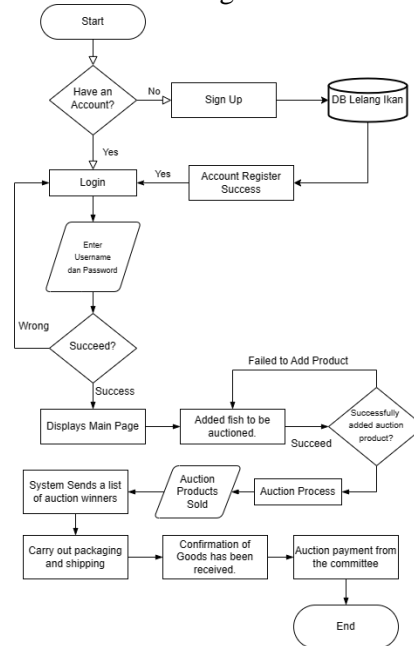 Start
Have an
Account?
No
Sign Up
DB Lelang Ikan
Yes
Login
Yes
Account Register
Success
Enter
Username
dan Password
Wrong
Succeed?
Success
Failed to Add Product
Displays Main Page
Added fish to be
auctioned.
Succeed
Successfully
added auction
product?
Auction Process
Auction
Products
Sold
System Sends a list
of auction winners
Carry out packaging
and shipping
Confirmation of
Goods has been
received.
Auction payment from
the committee
End